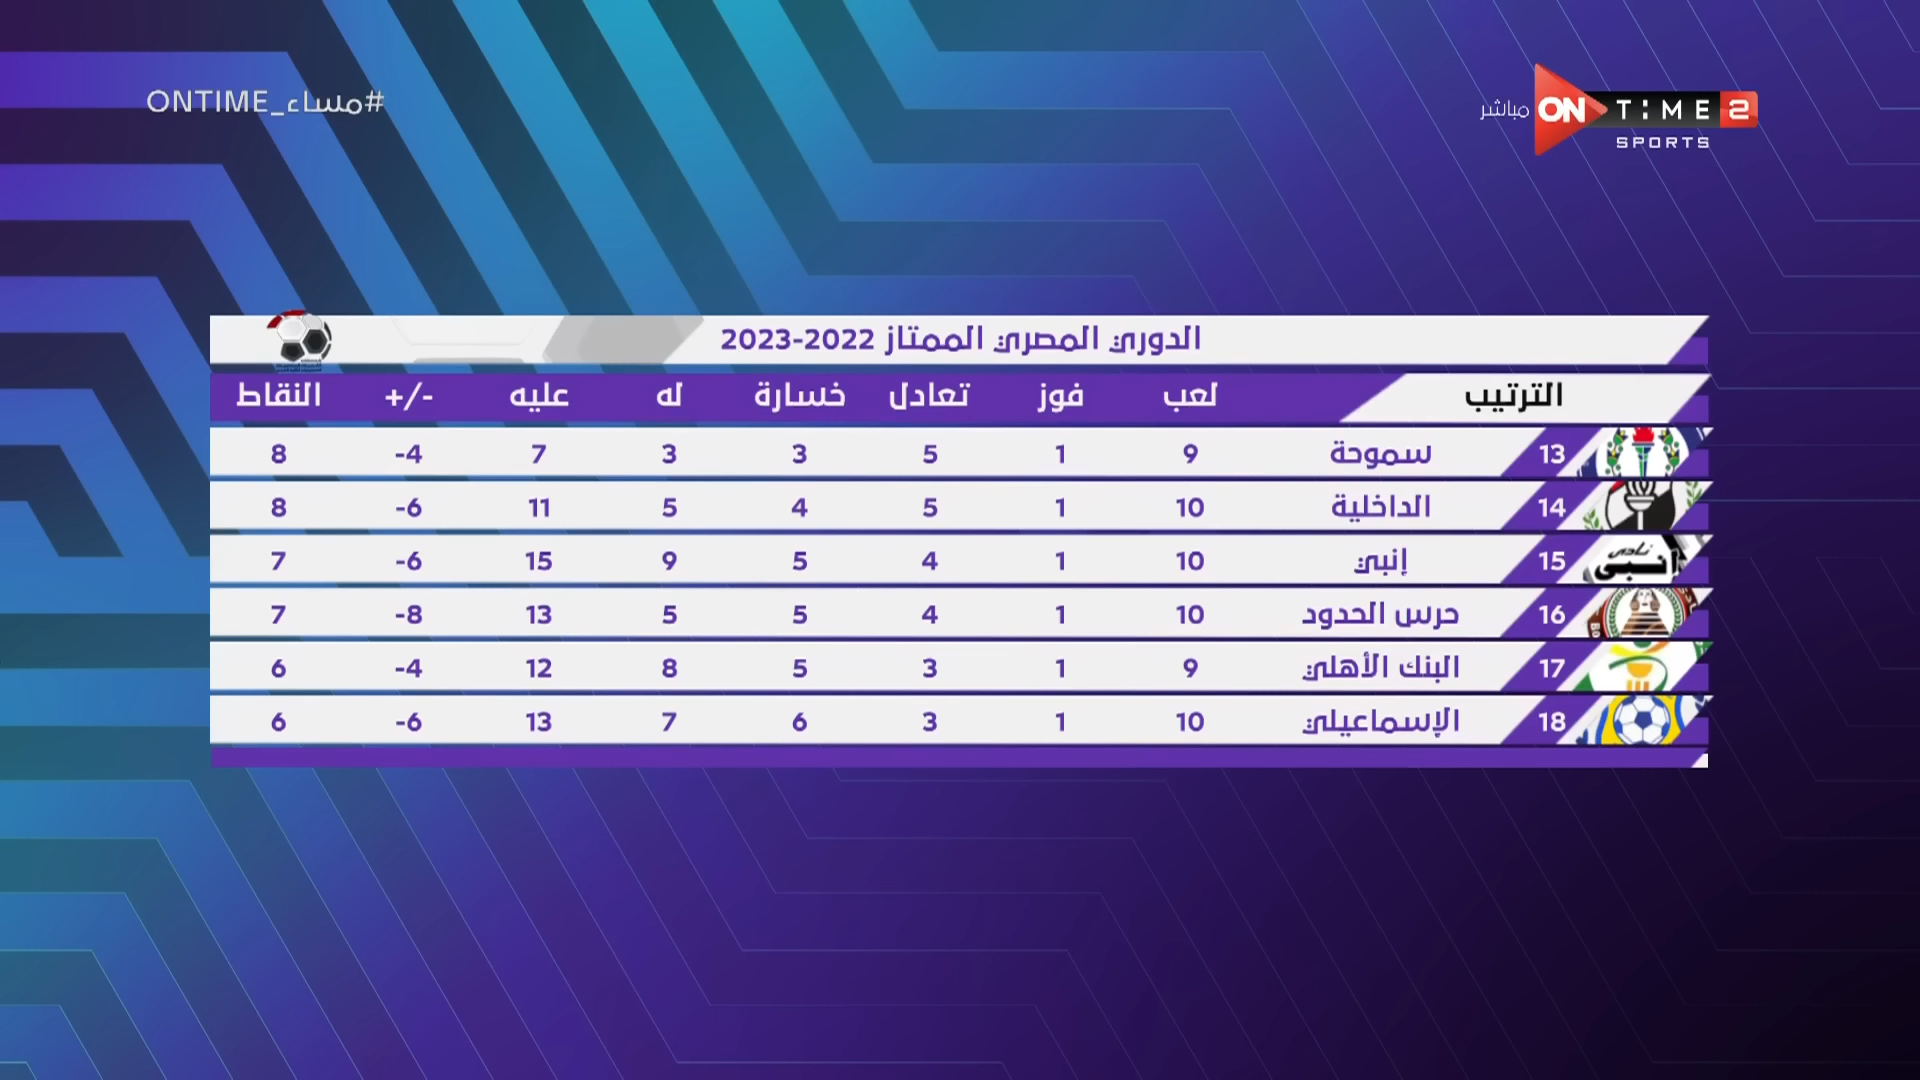 #مساء_ONTIME
مباشر ON TIME 2
SPORTS
الدوري المصري الممتاز 2022-2023
الترتيب لعب فوز تعادل خسارة له عليه +/- النقاط
13 سموحة 9 1 5 3 3 7 -4 8
14 الداخلية 10 1 5 4 5 11 -6 8
نادى انبى 15 إنبي 10 1 4 5 9 15 -6 7
16 حرس الحدود 10 1 4 5 5 13 -8 7
17 البنك الأهلي 9 1 3 5 8 12 -4 6
18 الإسماعيلي 10 1 3 6 7 13 -6 6